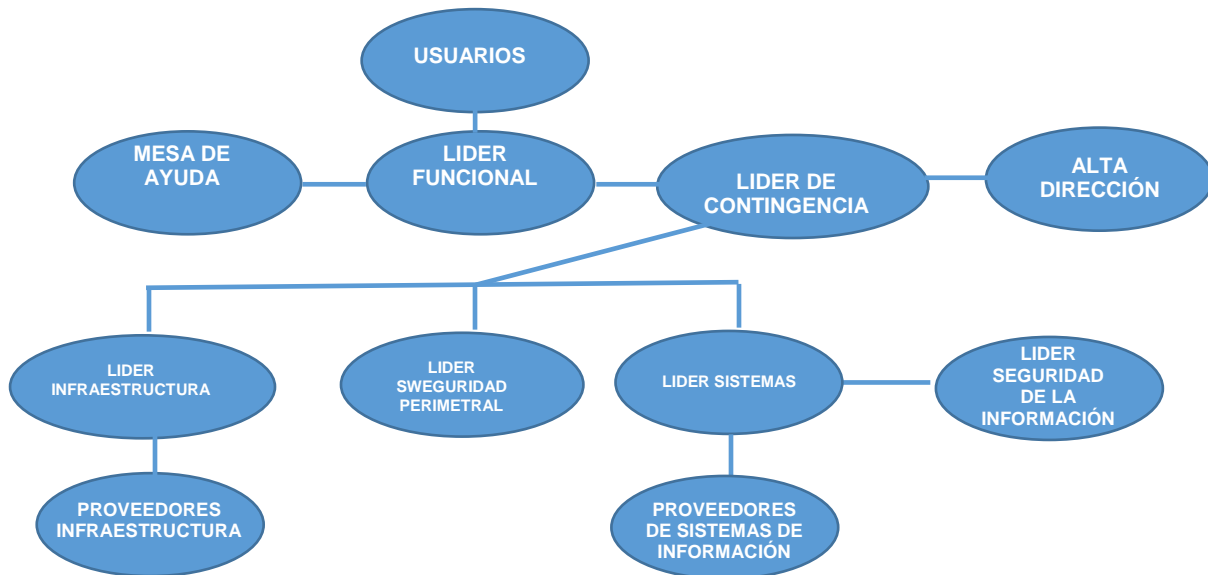 USUARIOS
MESA DE
AYUDA
LIDER
FUNCIONAL
LIDER DE
CONTINGENCIA
ALTA
DIRECCIÓN
LIDER
INFRAESTRUCTURA
LIDER
SWEGURIDAD
PERIMETRAL
LIDER SISTEMAS
LIDER
SEGURIDAD
DE LA
INFORMACIÓN
PROVEEDORES
INFRAESTRUCTURA
PROVEEDORES
DE SISTEMAS DE
INFORMACIÓN